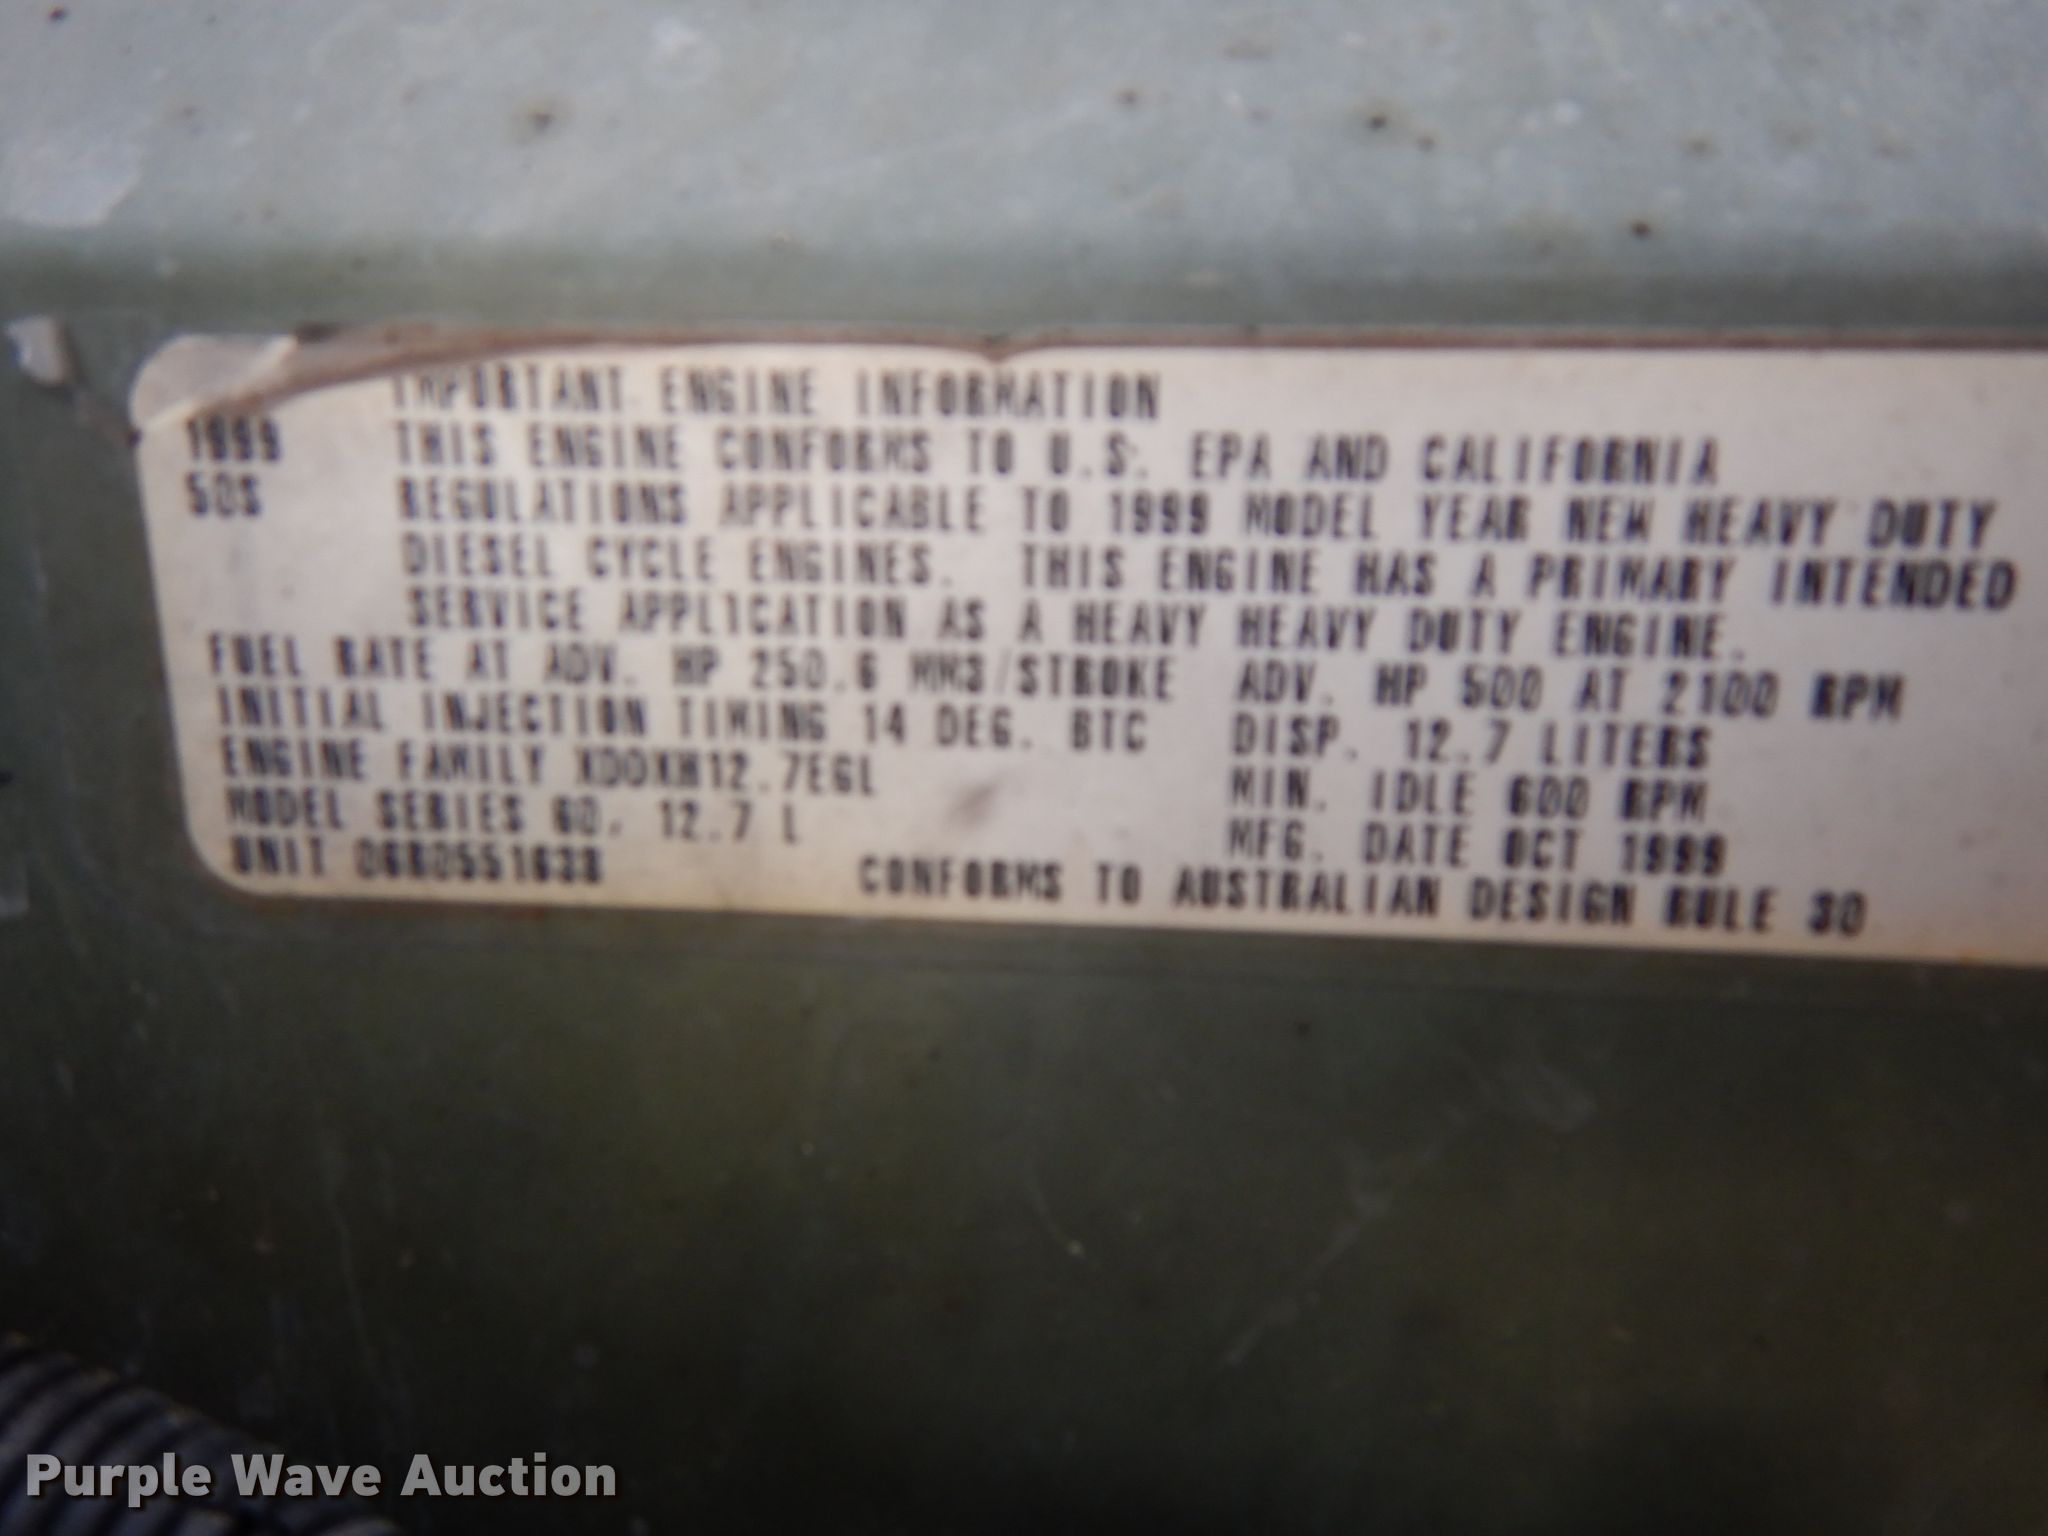 IMPORTANT ENGINE INFORMATION
1999 THIS ENGINE CONFORMS TO U.S. EPA AND CALIFORNIA
50S REGULATIONS APPLICABLE TO 1999 MODEL YEAR NEW HEAVY DUTY
DIESEL CYCLE ENGINES. THIS ENGINE HAS A PRIMARY INTENDED
SERVICE APPLICATION AS A HEAVY HEAVY DUTY ENGINE.
FUEL RATE AT ADV. HP 250.6 MM3/STROKE ADV. HP 500 AT 2100 RPM
INITIAL INJECTION TIMING 14 DEG. BTC DISP. 12.7 LITERS
ENGINE FAMILY XDDXH12.7EGL MIN. IDLE 600 RPM
MODEL SERIES 60, 12.7 L MFG. DATE OCT 1999
UNIT 06R0551638 CONFORMS TO AUSTRALIAN DESIGN RULE 30
Purple Wave Auction